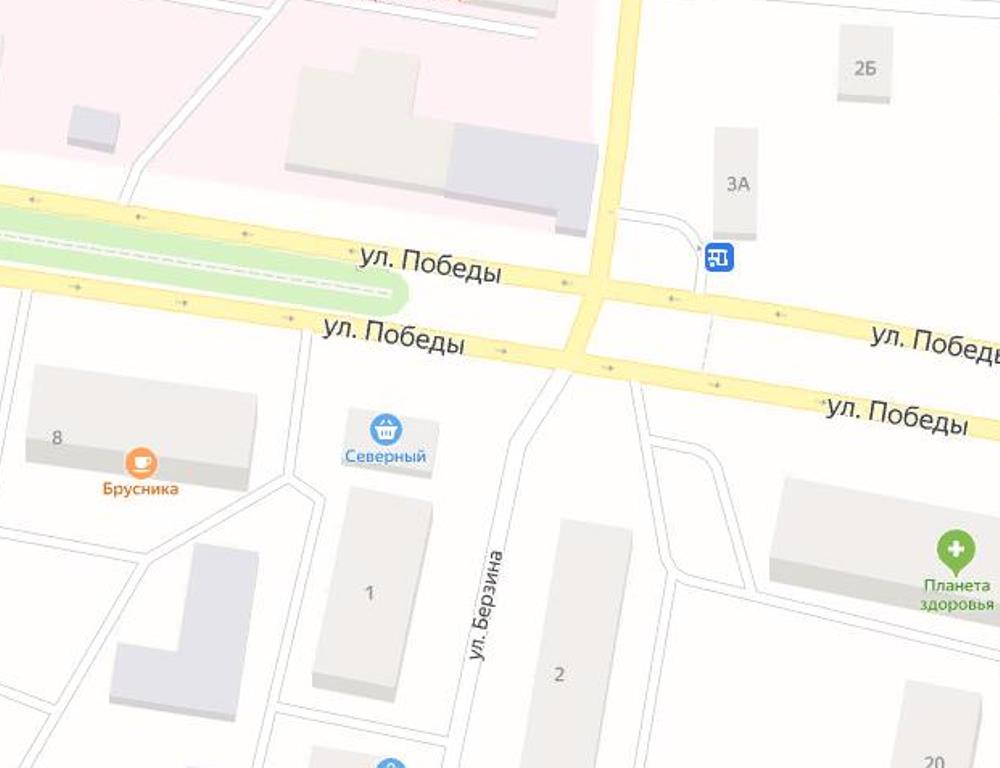 2Б
3А
ул. Победы
ул. Победы
ул. Победы
ул. Победы
8
Северный
Брусника
Планета
здоровья
1
ул. Берзина
2
20